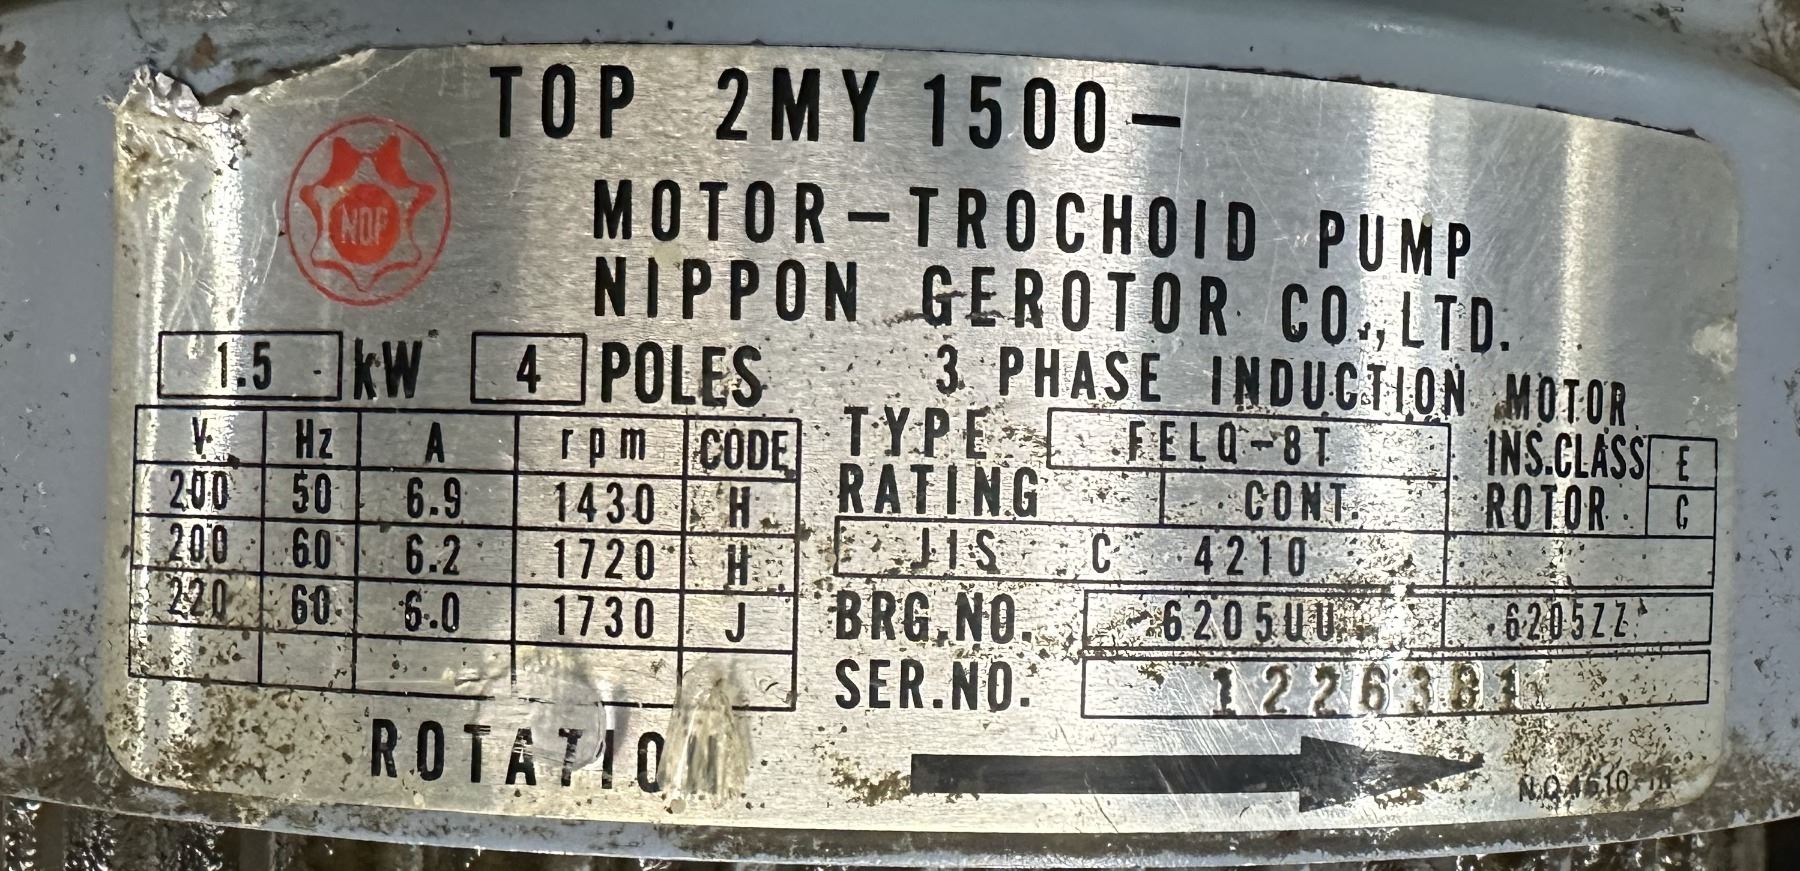 TOP 2MY 1500-
NOP
MOTOR-TROCHOID PUMP
NIPPON GEROTOR CO.,LTD.
1.5 kW 4 POLES
3 PHASE INDUCTION MOTOR
V Hz A rpm CODE
200 50 6.9 1430 H
200 60 6.2 1720 H
220 60 6.0 1730 J
TYPE FELQ-8T
INS.CLASS E
RATING CONT.
ROTOR C
JIS C 4210
BRG.NO. 6205UU 6205ZZ
SER.NO. 1226381
ROTATION